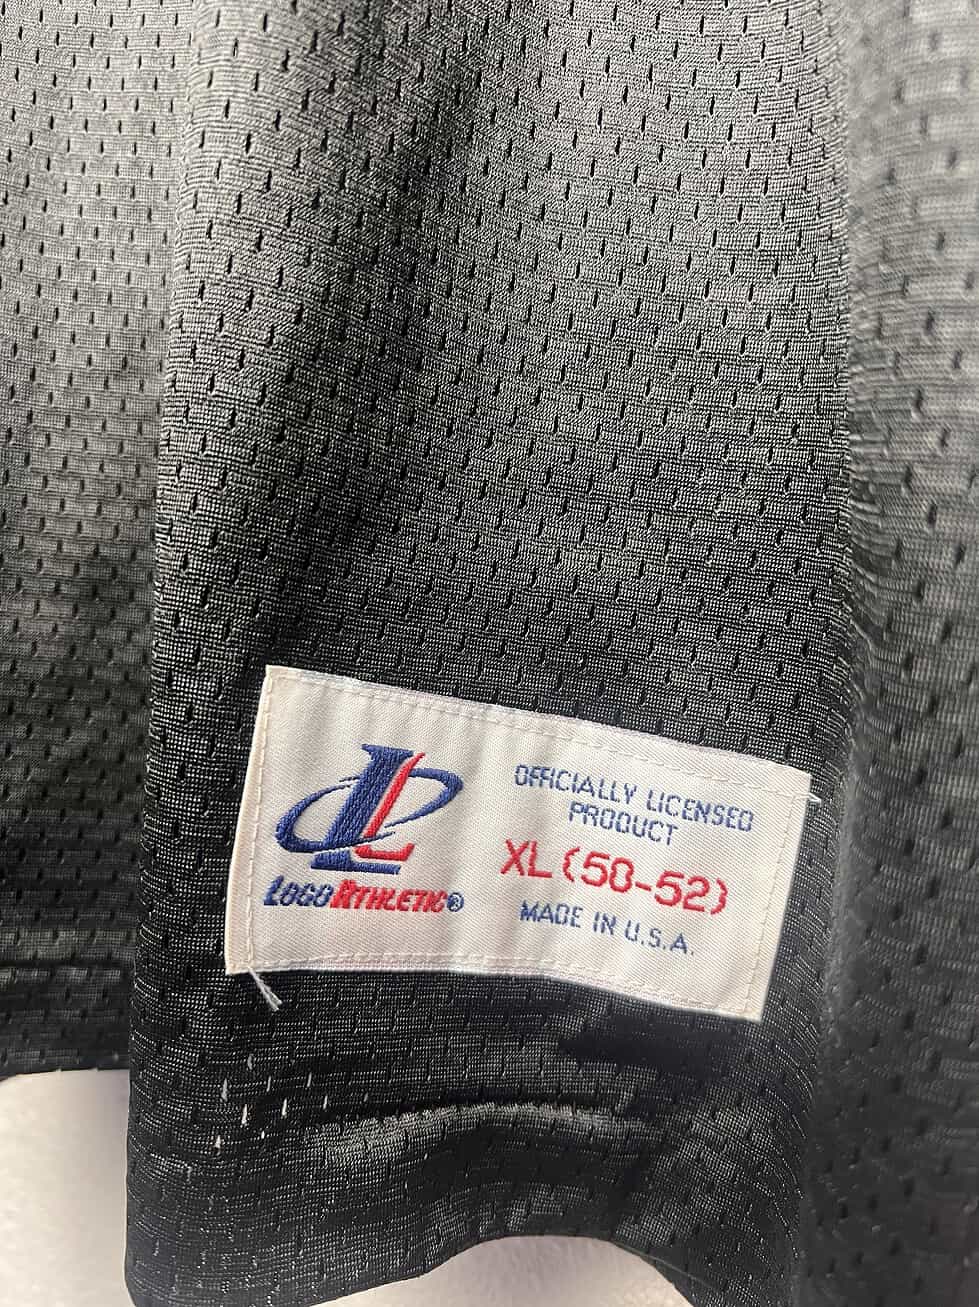 LOGO ATHLETIC®
OFFICIALLY LICENSED
PRODUCT
XL (50-52)
MADE IN U.S.A.